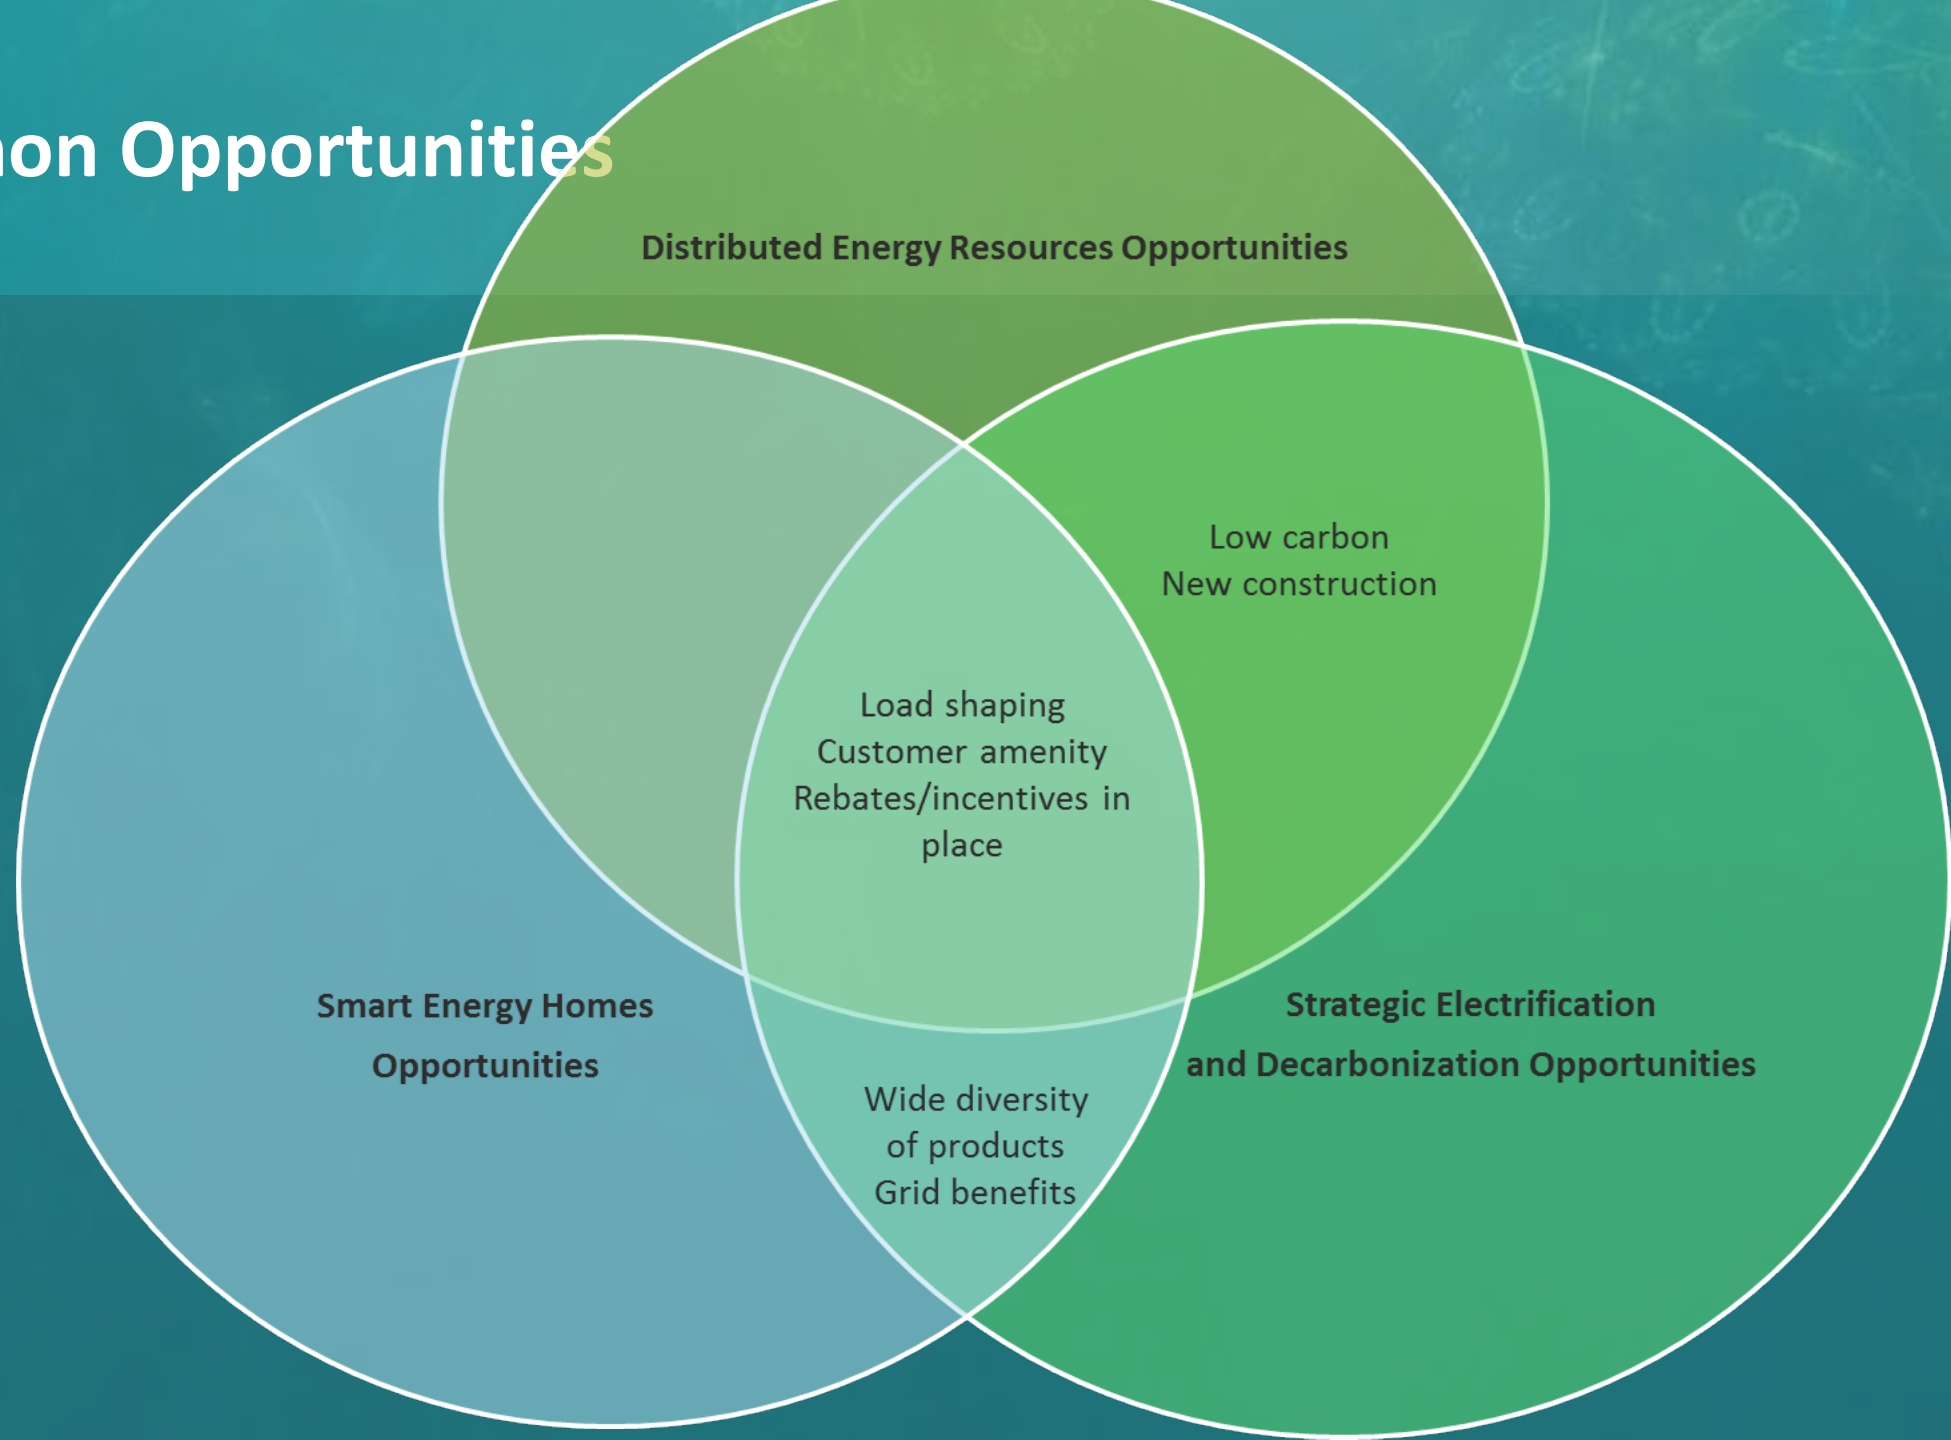 Opportunities
Distributed Energy Resources Opportunities
Low carbon
New construction
Load shaping
Customer amenity
Rebates/incentives in
place
Smart Energy Homes
Opportunities
Strategic Electrification
and Decarbonization Opportunities
Wide diversity
of products
Grid benefits